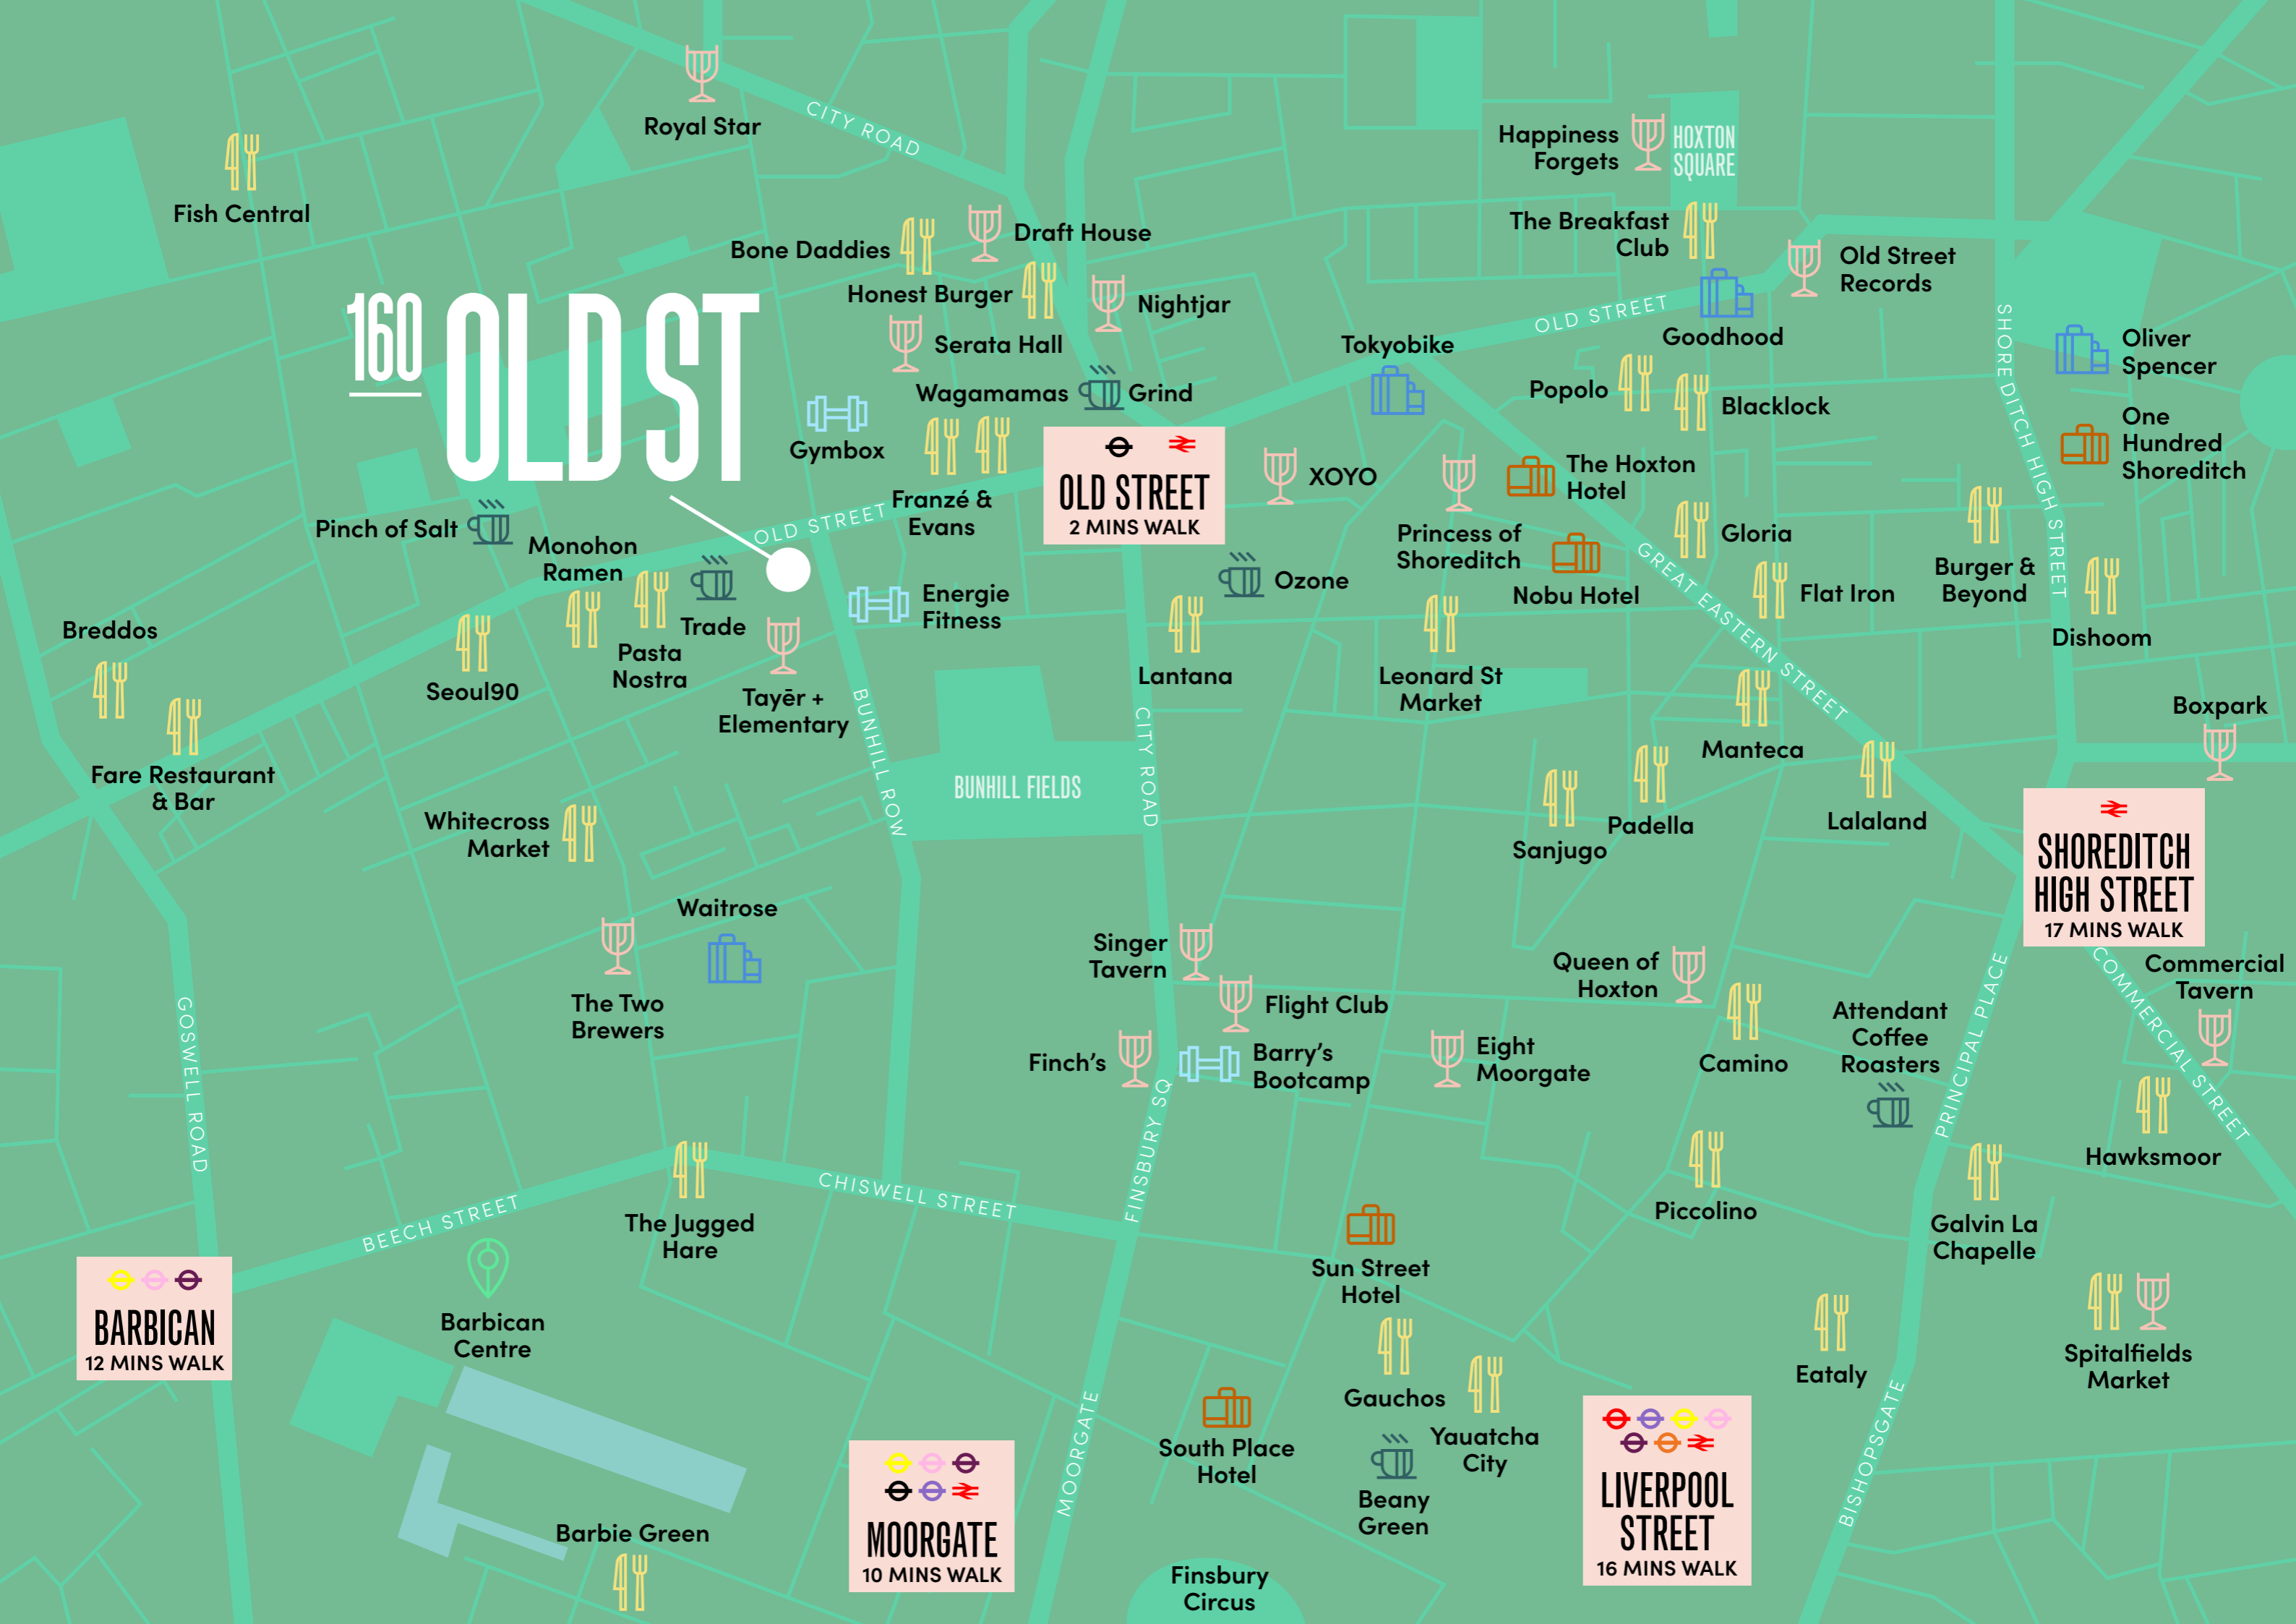 Royal Star
CITY ROAD
Fish Central
Happiness
Forgets
HOXTON
SQUARE
The Breakfast
Club
Bone Daddies
Draft House
Old Street
Records
Honest Burger
Nightjar
160
OLD ST
OLD STREET
Goodhood
Serata Hall
Tokyobike
SHOREDITCH HIGH STREET
Oliver
Spencer
Wagamamas
Grind
Popolo
Blacklock
One
Hundred
Shoreditch
Gymbox
OLD STREET
2 MINS WALK
XOYO
The Hoxton
Hotel
Franzé &
Evans
Pinch of Salt
OLD STREET
Monohon
Ramen
Princess of
Shoreditch
Gloria
GREAT EASTERN STREET
Ozone
Nobu Hotel
Flat Iron
Burger &
Beyond
Energie
Fitness
Breddos
Trade
Dishoom
Pasta
Nostra
Seoul90
Tayēr +
Elementary
BUNHILL ROW
Lantana
Leonard St
Market
CITY ROAD
Boxpark
Manteca
Fare Restaurant
& Bar
BUNHILL FIELDS
Whitecross
Market
Sanjugo
Padella
Lalaland
SHOREDITCH
HIGH STREET
17 MINS WALK
Waitrose
Singer
Tavern
Queen of
Hoxton
COMMERCIAL STREET
Commercial
Tavern
The Two
Brewers
Flight Club
Attendant
Coffee
Roasters
PRINCIPAL PLACE
GOSWELL ROAD
Finch’s
Barry’s
Bootcamp
Eight
Moorgate
Camino
FINSBURY SQ
Hawksmoor
BEECH STREET
The Jugged
Hare
CHISWELL STREET
Piccolino
Galvin La
Chapelle
Sun Street
Hotel
BARBICAN
12 MINS WALK
Barbican
Centre
Spitalfields
Market
Eataly
Gauchos
MOORGATE
South Place
Hotel
Yauatcha
City
BISHOPSGATE
Beany
Green
LIVERPOOL
STREET
16 MINS WALK
Barbie Green
MOORGATE
10 MINS WALK
Finsbury
Circus